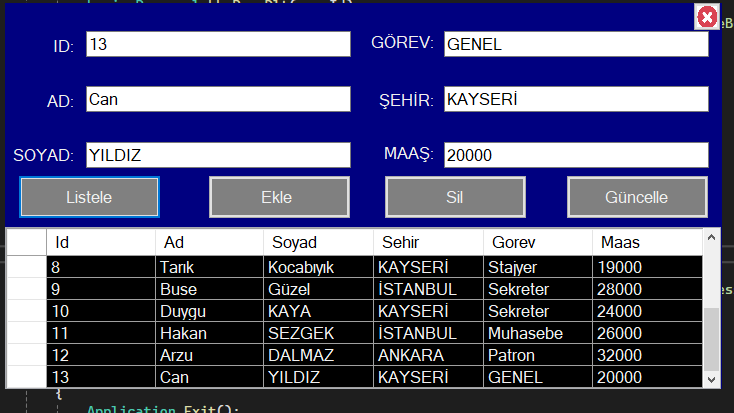 ID: 13 GÖREV: GENEL
AD: Can ŞEHİR: KAYSERİ
SOYAD: YILDIZ MAAŞ: 20000
Listele Ekle Sil Güncelle
Id Ad Soyad Sehir Gorev Maas
8 Tarık Kocabıyık KAYSERİ Stajyer 19000
9 Buse Güzel İSTANBUL Sekreter 28000
10 Duygu KAYA KAYSERİ Sekreter 24000
11 Hakan SEZGEK İSTANBUL Muhasebe 26000
12 Arzu DALMAZ ANKARA Patron 32000
13 Can YILDIZ KAYSERİ GENEL 20000
{
Application.Exit();